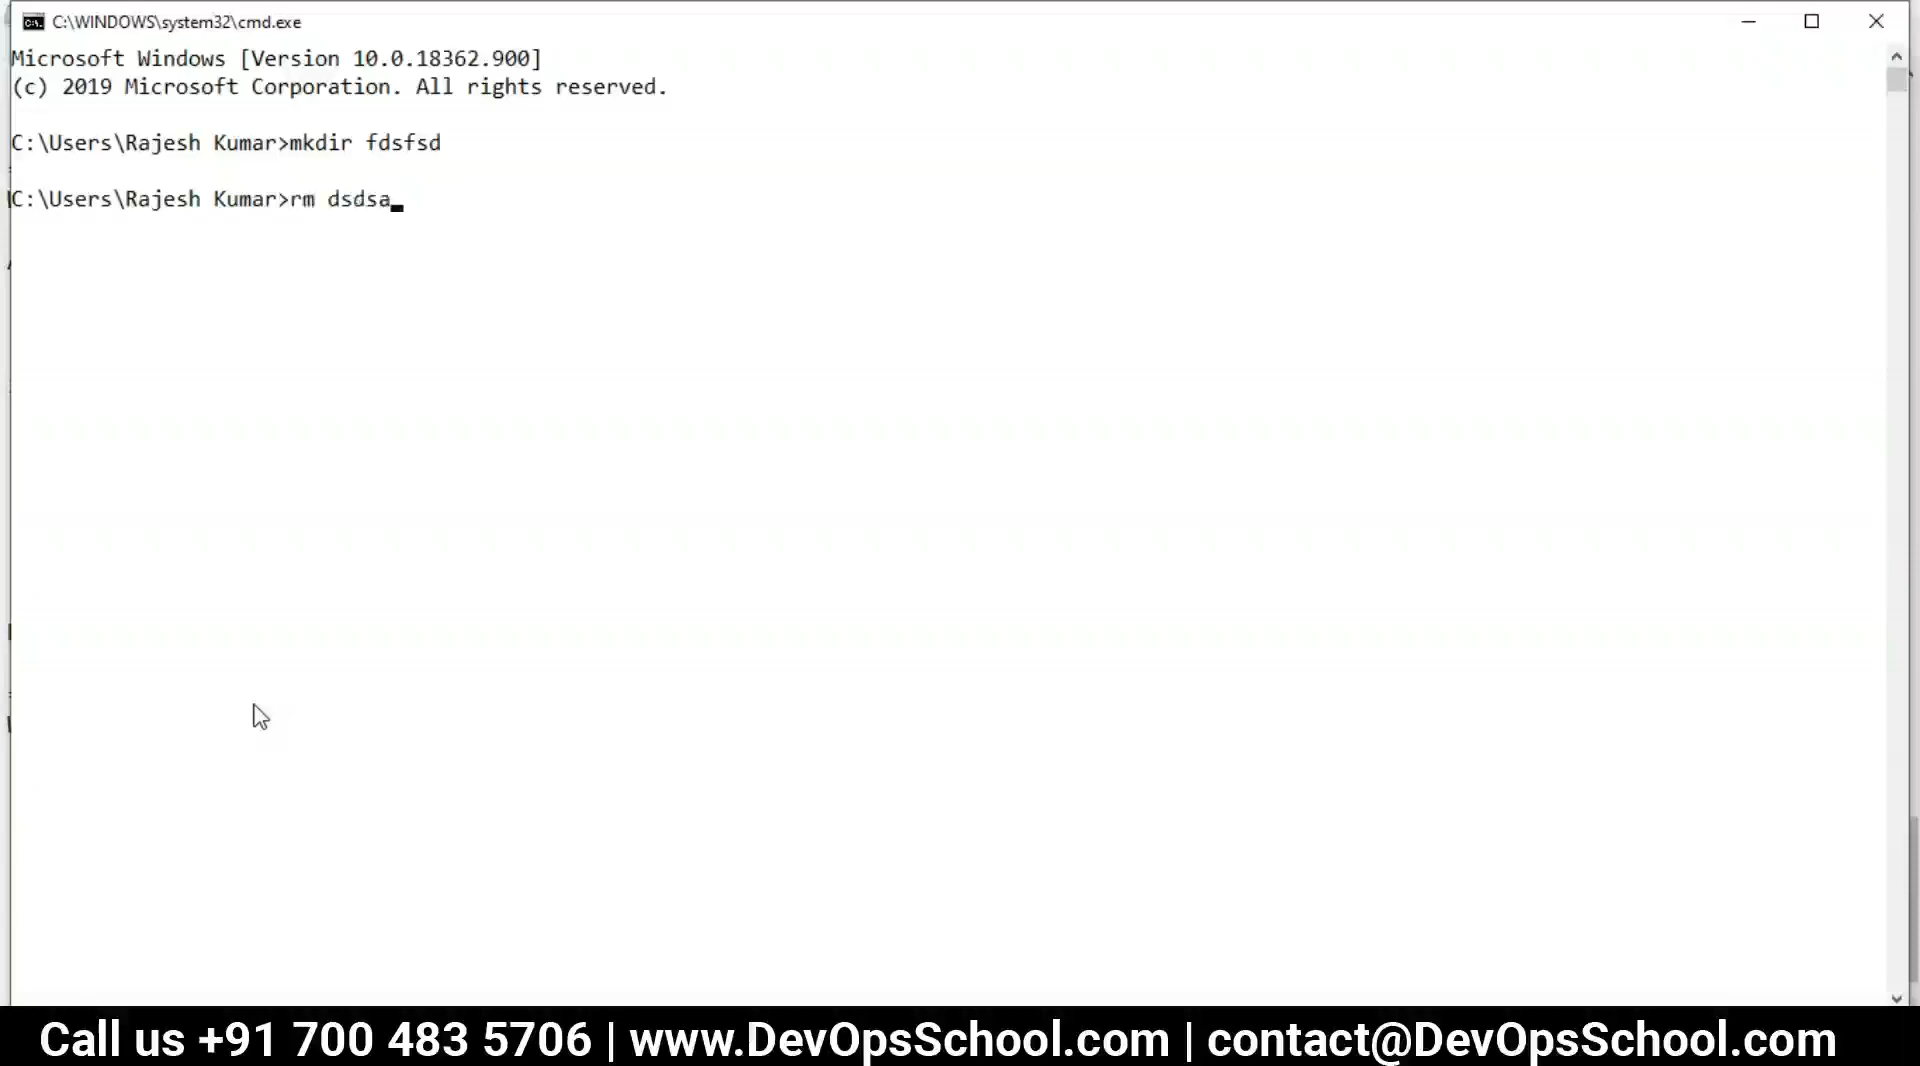 C:\WINDOWS\system32\cmd.exe
Microsoft Windows [Version 10.0.18362.900]
(c) 2019 Microsoft Corporation. All rights reserved.
C:\Users\Rajesh Kumar>mkdir fdsfsd
C:\Users\Rajesh Kumar>rm dsdsa
Call us +91 700 483 5706 | www.DevOpsSchool.com | contact@DevOpsSchool.com